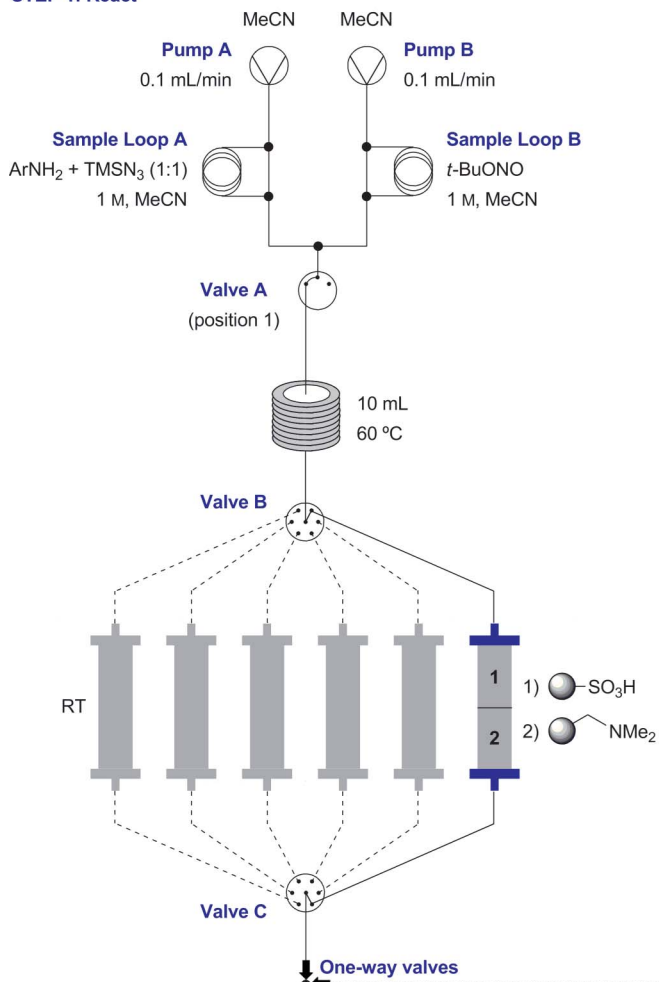 MeCN MeCN
Pump A
0.1 mL/min
Pump B
0.1 mL/min
Sample Loop A
ArNH2 + TMSN3 (1:1)
1 M, MeCN
Sample Loop B
t-BuONO
1 M, MeCN
Valve A
(position 1)
10 mL
60 ºC
Valve B
RT
1
2
1) SO3H
2) NMe2
Valve C
One-way valves